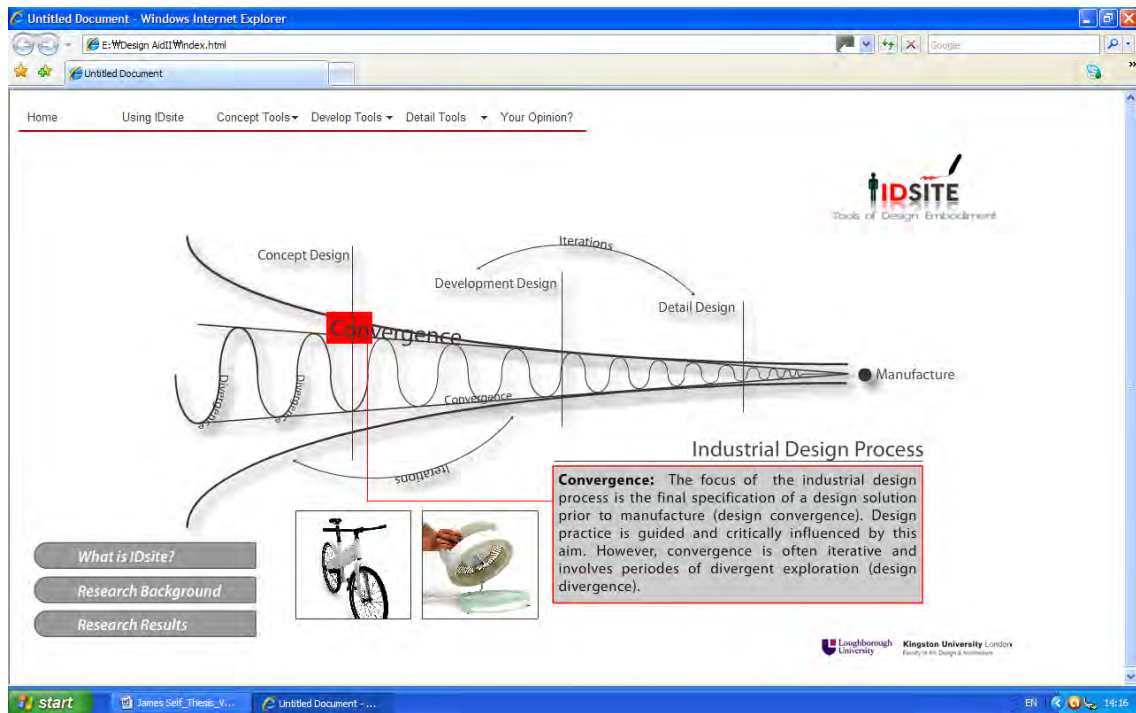 Untitled Document - Windows Internet Explorer
E:₩Design AidII₩index.html
Google
Untitled Document
Home Using IDsite Concept Tools Develop Tools Detail Tools Your Opinion?
IDSITE
Tools of Design Embodiment
Iterations
Concept Design
Development Design
Detail Design
Convergence
Manufacture
Divergence
Divergence
Convergence
Iterations
Industrial Design Process
Convergence: The focus of the industrial design
process is the final specification of a design solution
prior to manufacture (design convergence). Design
practice is guided and critically influenced by this
aim. However, convergence is often iterative and
involves periodes of divergent exploration (design
divergence).
What is IDsite?
Research Background
Research Results
Loughborough
University
Kingston University London
Faculty of Art, Design & Architecture
start
James Self_Thesis_V...
Untitled Document - ...
EN
14:16